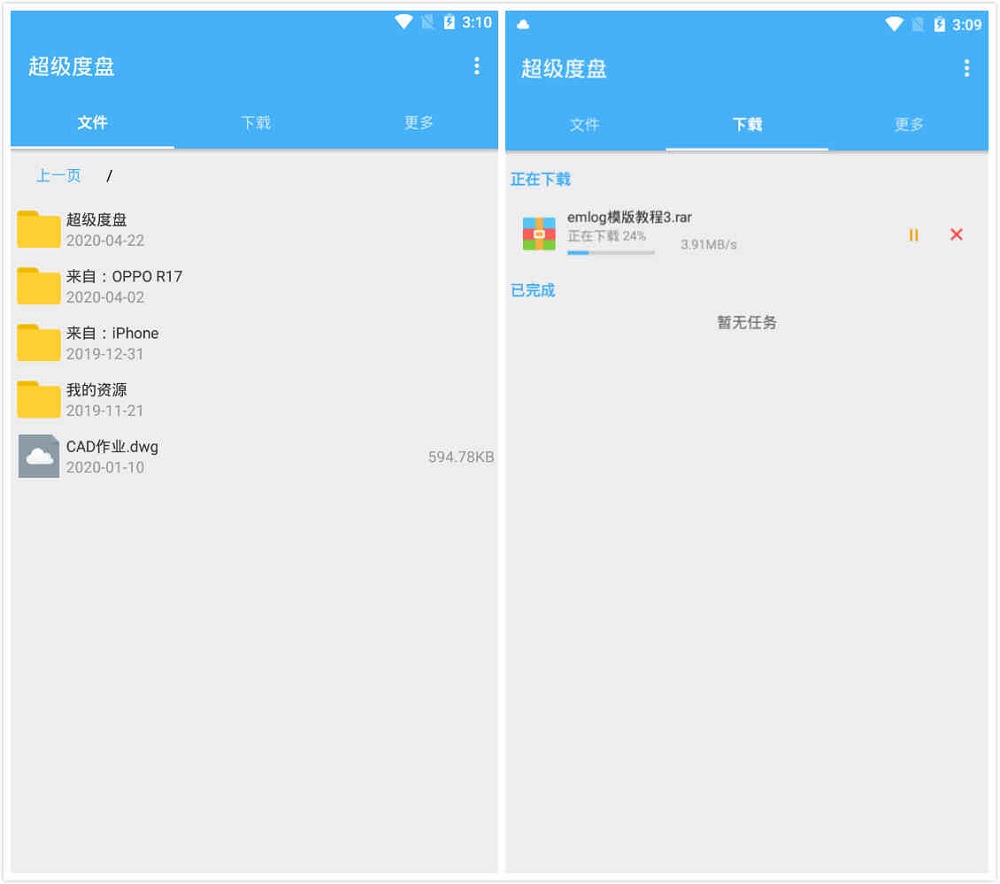 3:10
超级度盘
文件 下载 更多
上一页 /
超级度盘
2020-04-22
来自：OPPO R17
2020-04-02
来自：iPhone
2019-12-31
我的资源
2019-11-21
CAD作业.dwg
2020-01-10
594.78KB
3:09
超级度盘
文件 下载 更多
正在下载
emlog模版教程3.rar
正在下载 24%
3.91MB/s
已完成
暂无任务